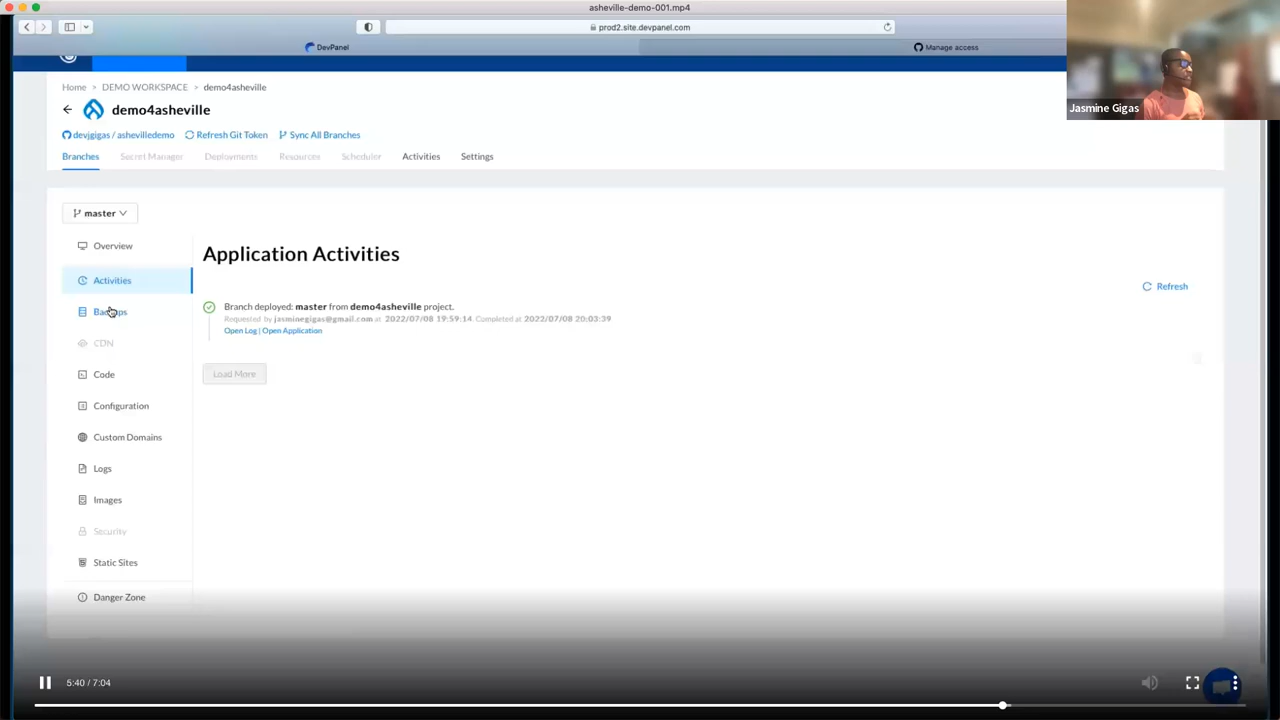 asheville-demo-001.mp4
prod2.site.devpanel.com
DevPanel
Manage access
Home > DEMO WORKSPACE > demo4asheville
demo4asheville
devjgigas / ashevilledemo Refresh Git Token Sync All Branches
Branches Secret Manager Deployments Resources Scheduler Activities Settings
master
Overview
Activities
Backups
CDN
Code
Configuration
Custom Domains
Logs
Images
Security
Static Sites
Danger Zone
Application Activities
Refresh
Branch deployed: master from demo4asheville project.
Requested by jasminegigas@gmail.com at 2022/07/08 19:59:14. Completed at 2022/07/08 20:03:39
Open Log | Open Application
Load More
Jasmine Gigas
5:40 / 7:04